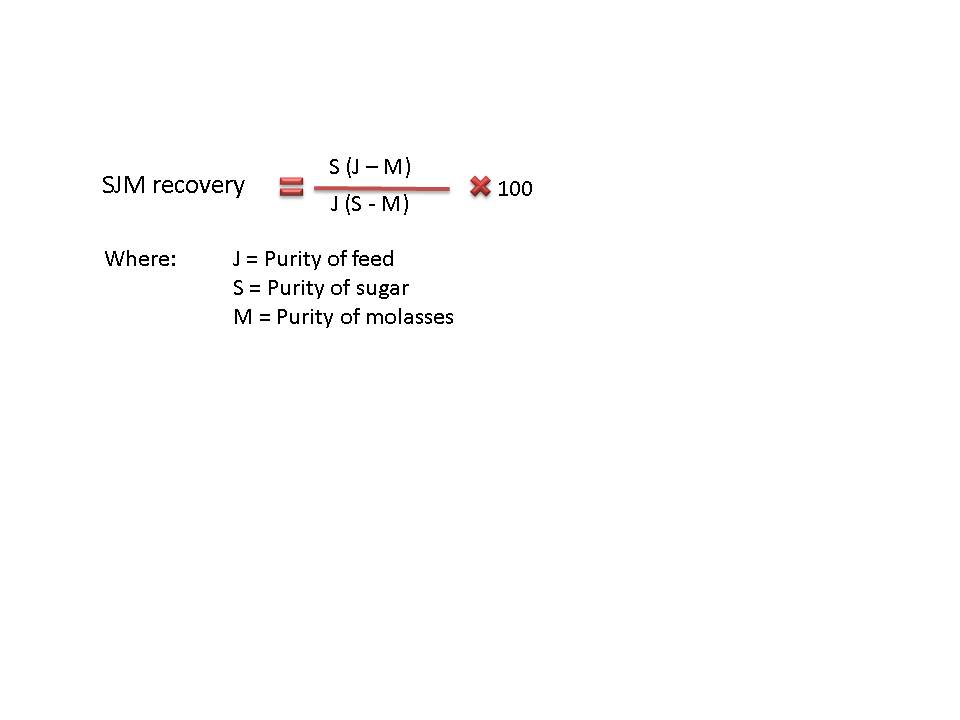 SJM recovery = S (J – M) × 100
J (S - M)
Where: J = Purity of feed
S = Purity of sugar
M = Purity of molasses